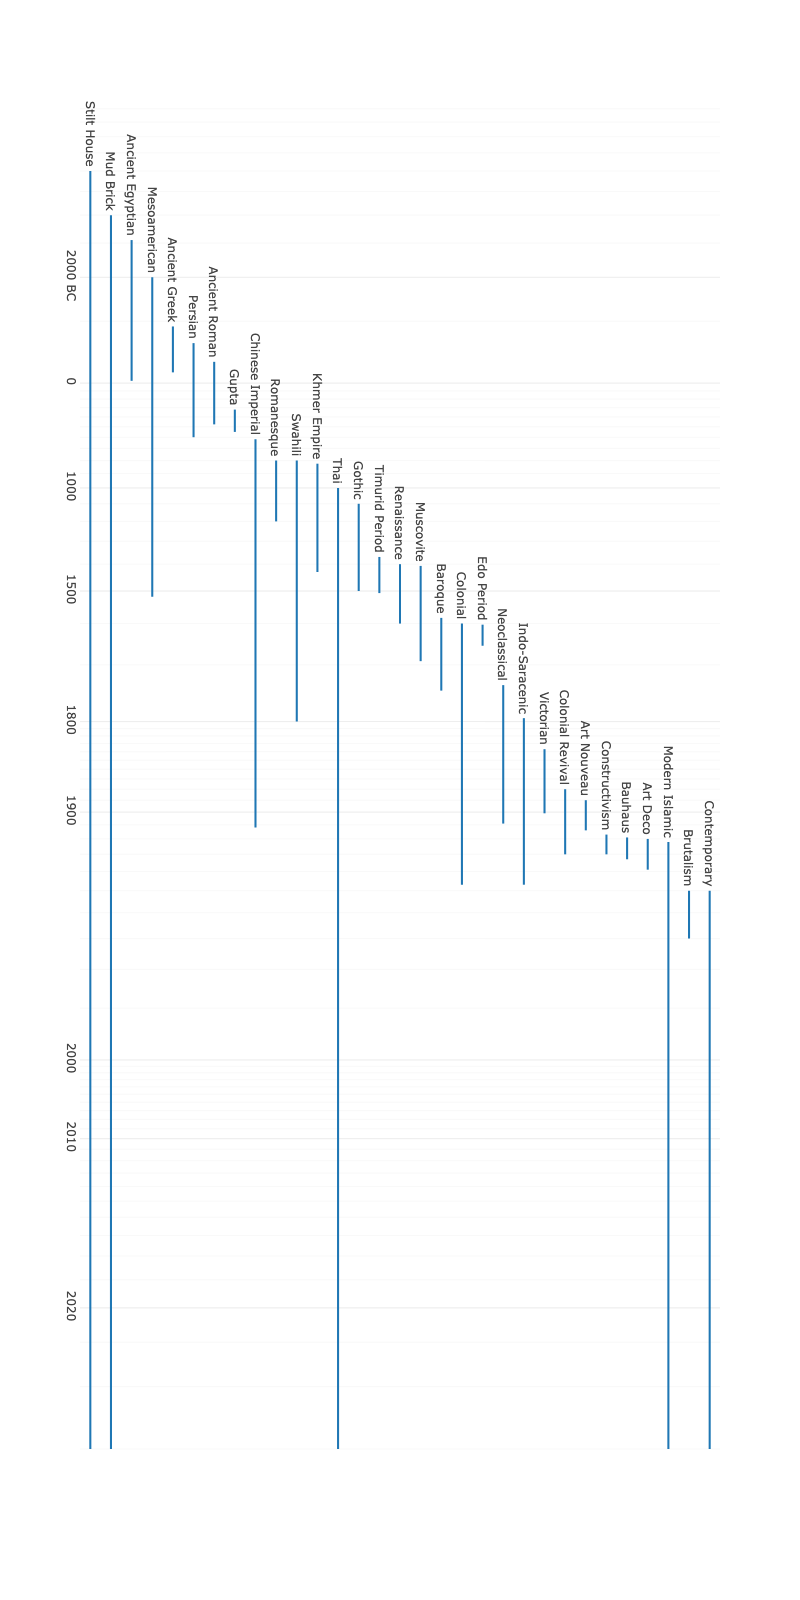 Stilt House
Mud Brick
Ancient Egyptian
Mesoamerican
Ancient Greek
Persian
Ancient Roman
Gupta
Chinese Imperial
Romanesque
Swahili
Khmer Empire
Thai
Gothic
Timurid Period
Renaissance
Muscovite
Baroque
Colonial
Edo Period
Neoclassical
Indo-Saracenic
Victorian
Colonial Revival
Art Nouveau
Constructivism
Bauhaus
Art Deco
Modern Islamic
Brutalism
Contemporary
2000 BC
0
1000
1500
1800
1900
2000
2010
2020